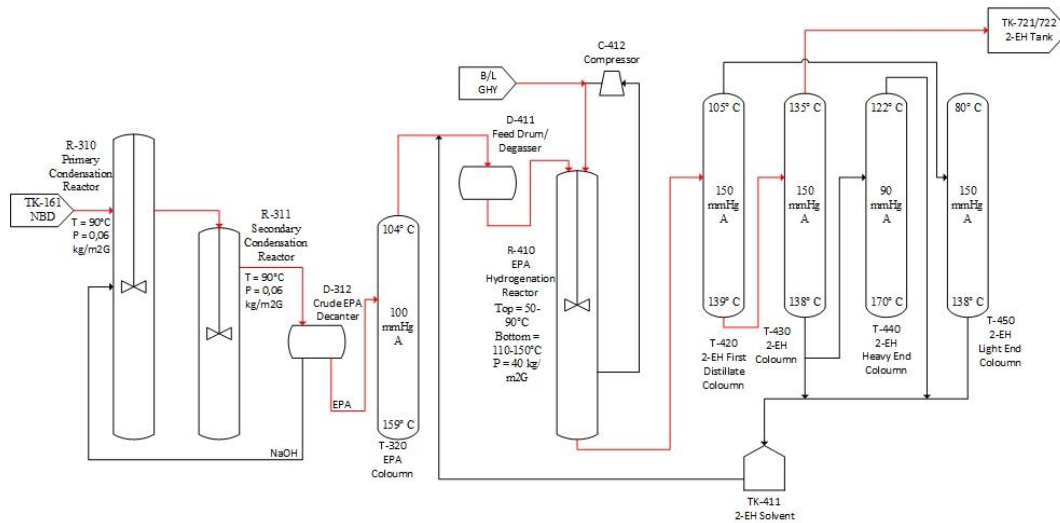 TK-721/722
2-EH Tank
C-412
Compressor
B/L
GHY
D-411
Feed Drum/
Degasser
R-310
Primary
Condensation
Reactor
TK-161
NBD
T = 90°C
P = 0,06
kg/m2G
R-311
Secondary
Condensation
Reactor
T = 90°C
P = 0,06
kg/m2G
D-312
Crude EPA
Decanter
EPA
NaOH
104° C
100
mmHg
A
159° C
T-320
EPA
Coloumn
R-410
EPA
Hydrogenation
Reactor
Top = 50-
90°C
Bottom =
110-150°C
P = 40 kg/
m2G
105° C
150
mmHg
A
139° C
T-420
2-EH First
Distillate
Coloumn
135° C
150
mmHg
A
138° C
T-430
2-EH
Coloumn
122° C
90
mmHg
A
170° C
T-440
2-EH
Heavy End
Coloumn
80° C
150
mmHg
A
138° C
T-450
2-EH
Light End
Coloumn
TK-411
2-EH Solvent